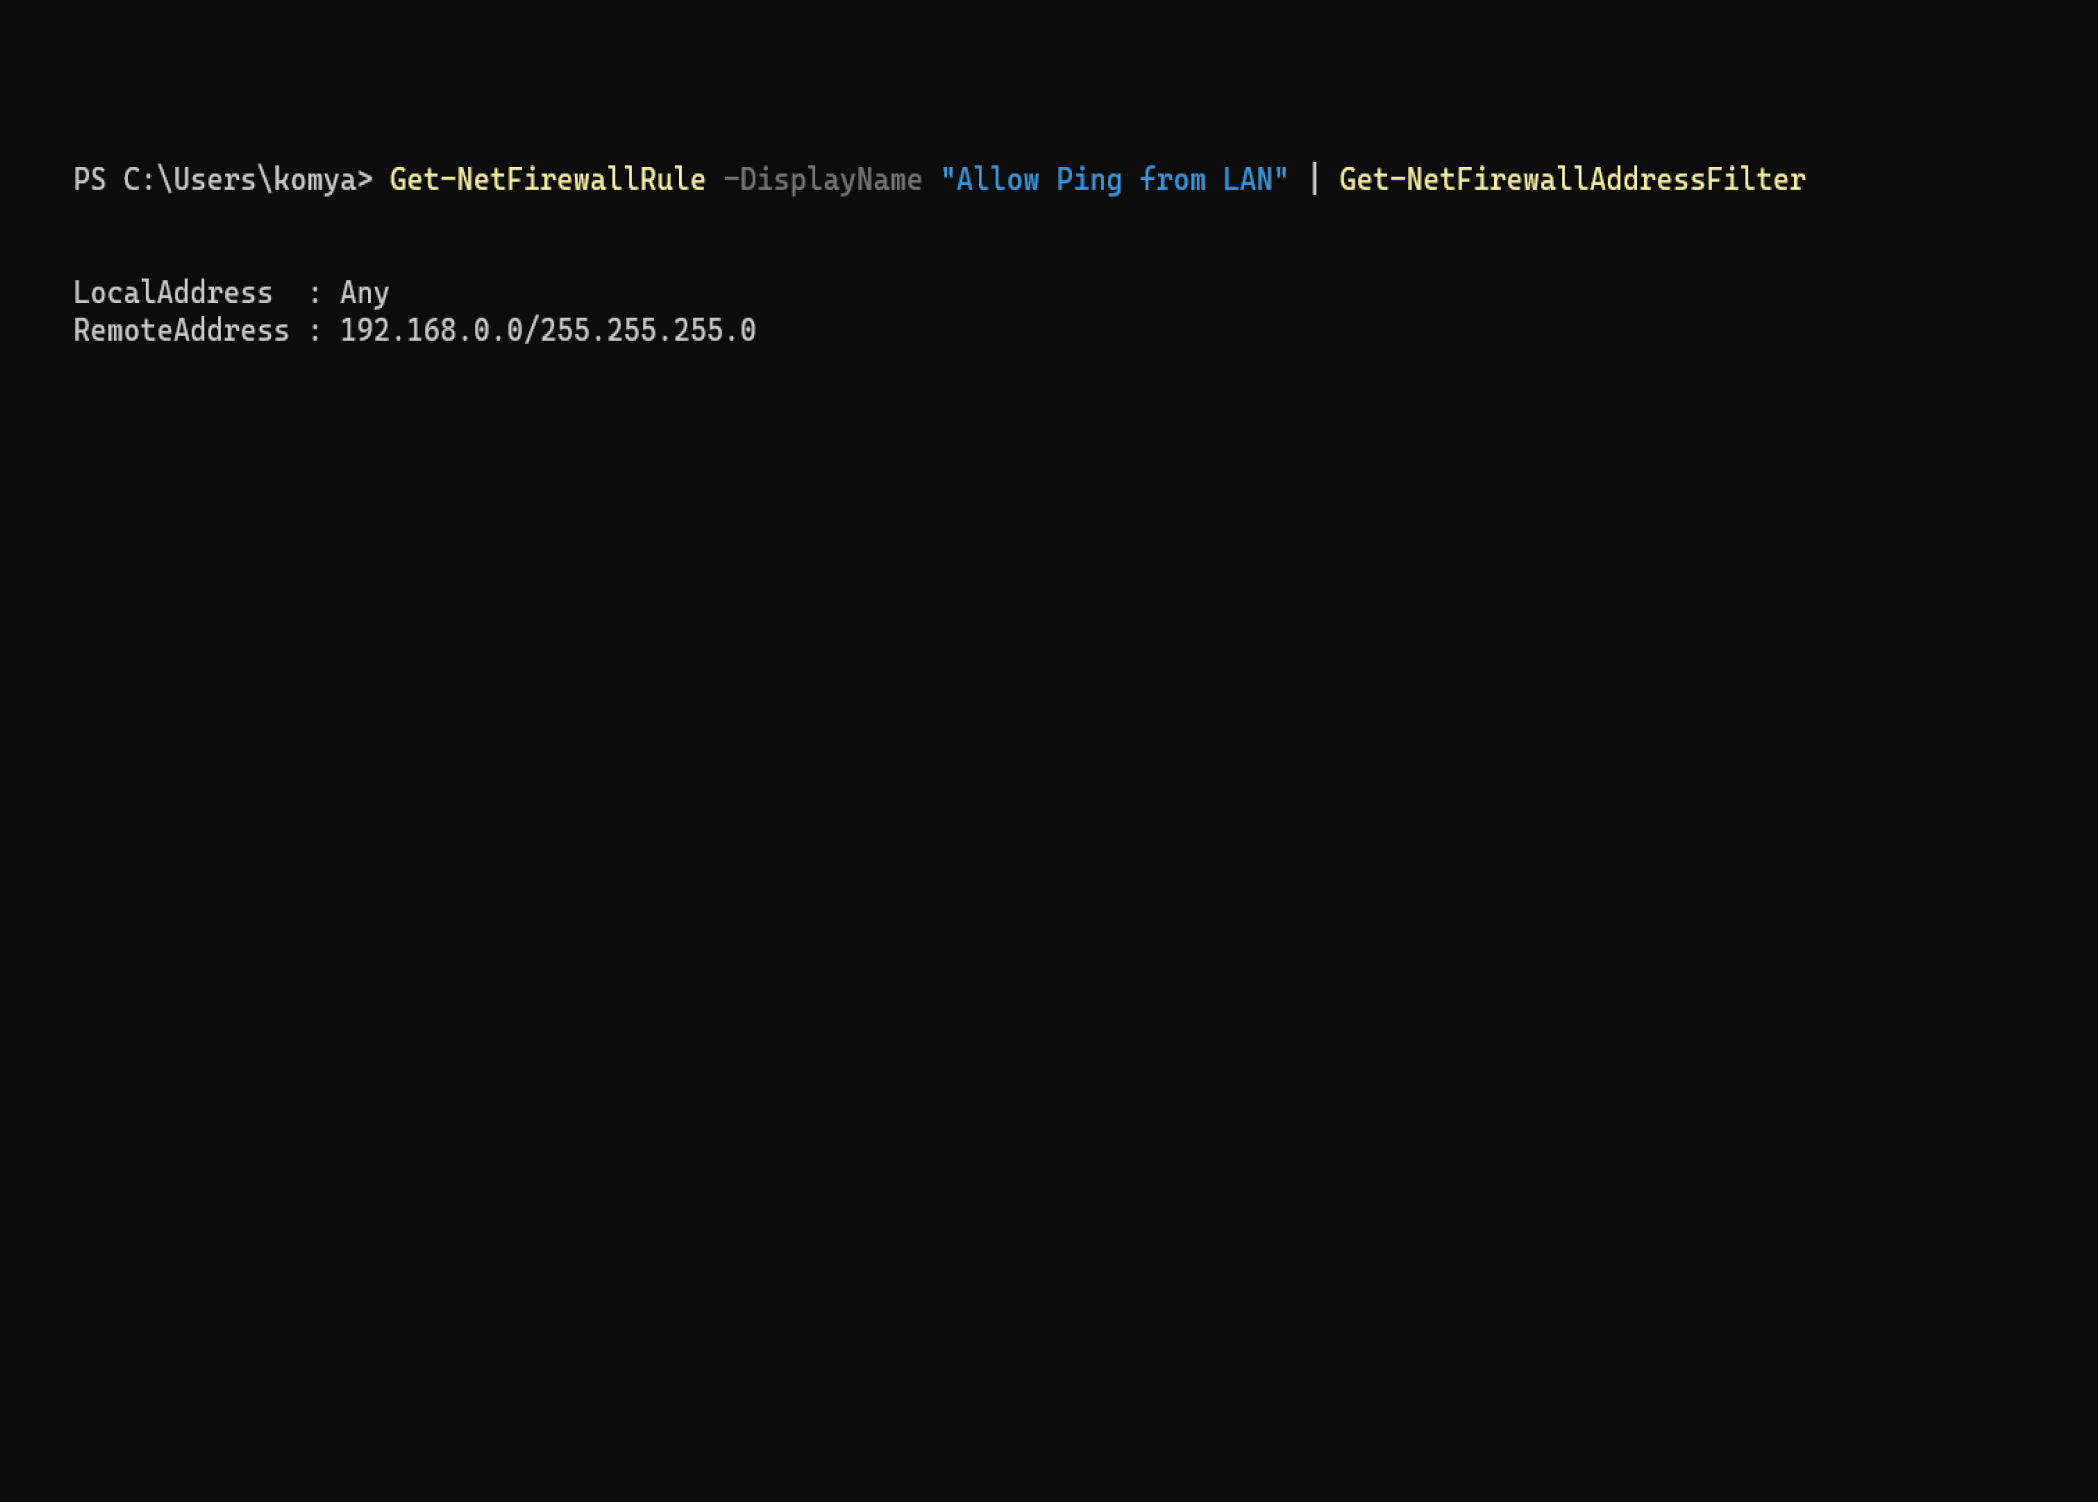 PS C:\Users\komya> Get-NetFirewallRule -DisplayName "Allow Ping from LAN" | Get-NetFirewallAddressFilter
LocalAddress  : Any
RemoteAddress : 192.168.0.0/255.255.255.0